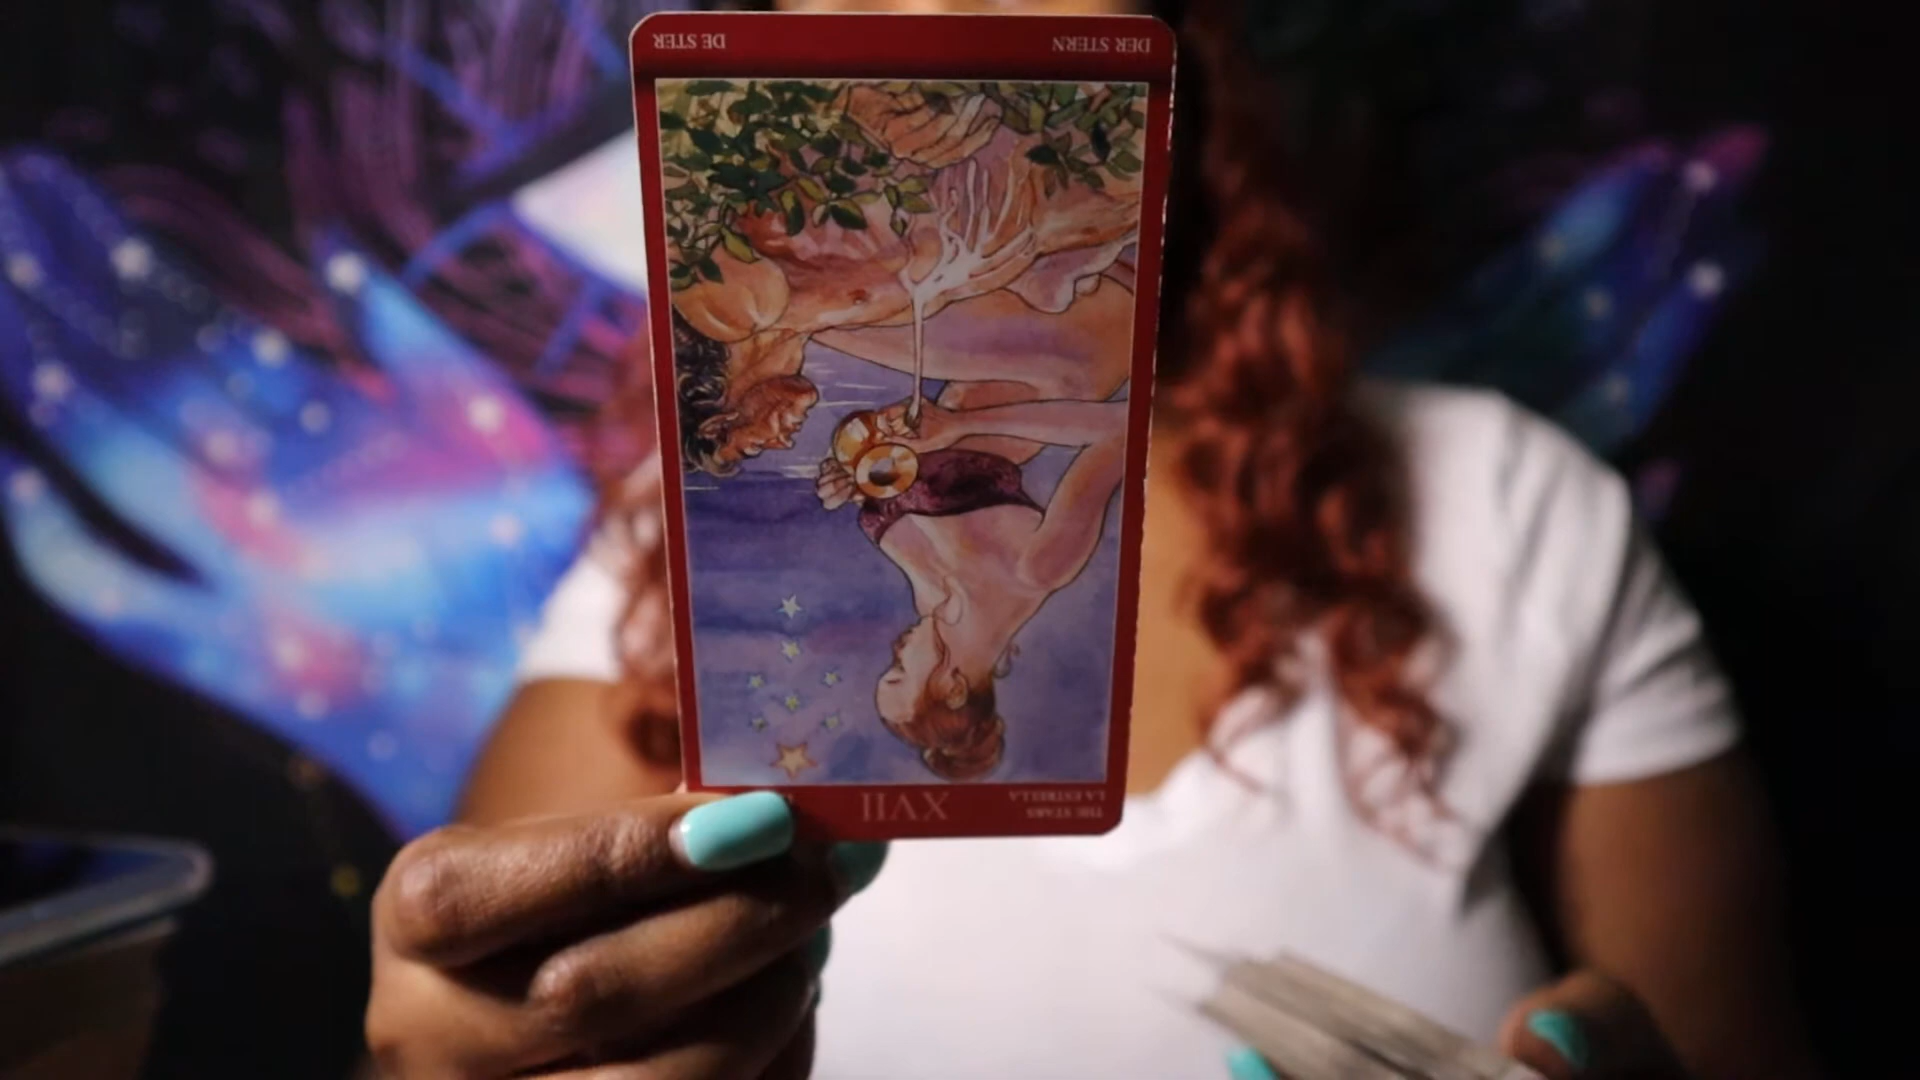 THE STARS
LA ESTRELLA
XVII
DER STERN
DE STER